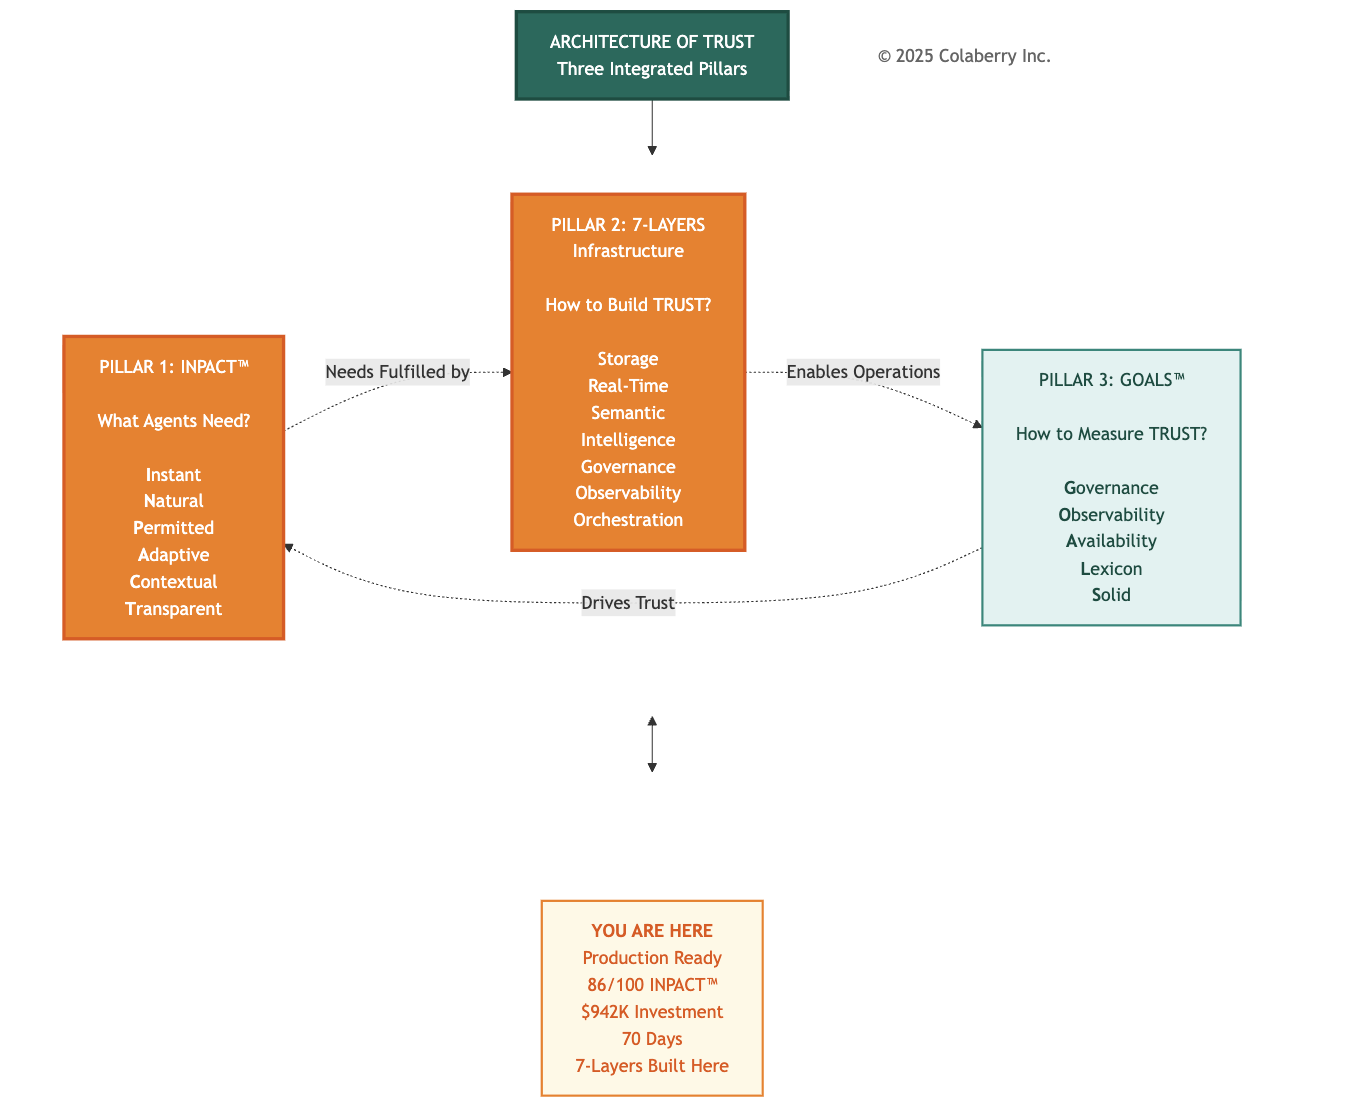 ARCHITECTURE OF TRUST
Three Integrated Pillars
© 2025 Colaberry Inc.
PILLAR 2: 7-LAYERS
Infrastructure
How to Build TRUST?
Storage
Real-Time
Semantic
Intelligence
Governance
Observability
Orchestration
PILLAR 1: INPACT™
What Agents Need?
Instant
Natural
Permitted
Adaptive
Contextual
Transparent
Needs Fulfilled by
Enables Operations
PILLAR 3: GOALS™
How to Measure TRUST?
Governance
Observability
Availability
Lexicon
Solid
Drives Trust
YOU ARE HERE
Production Ready
86/100 INPACT™
$942K Investment
70 Days
7-Layers Built Here